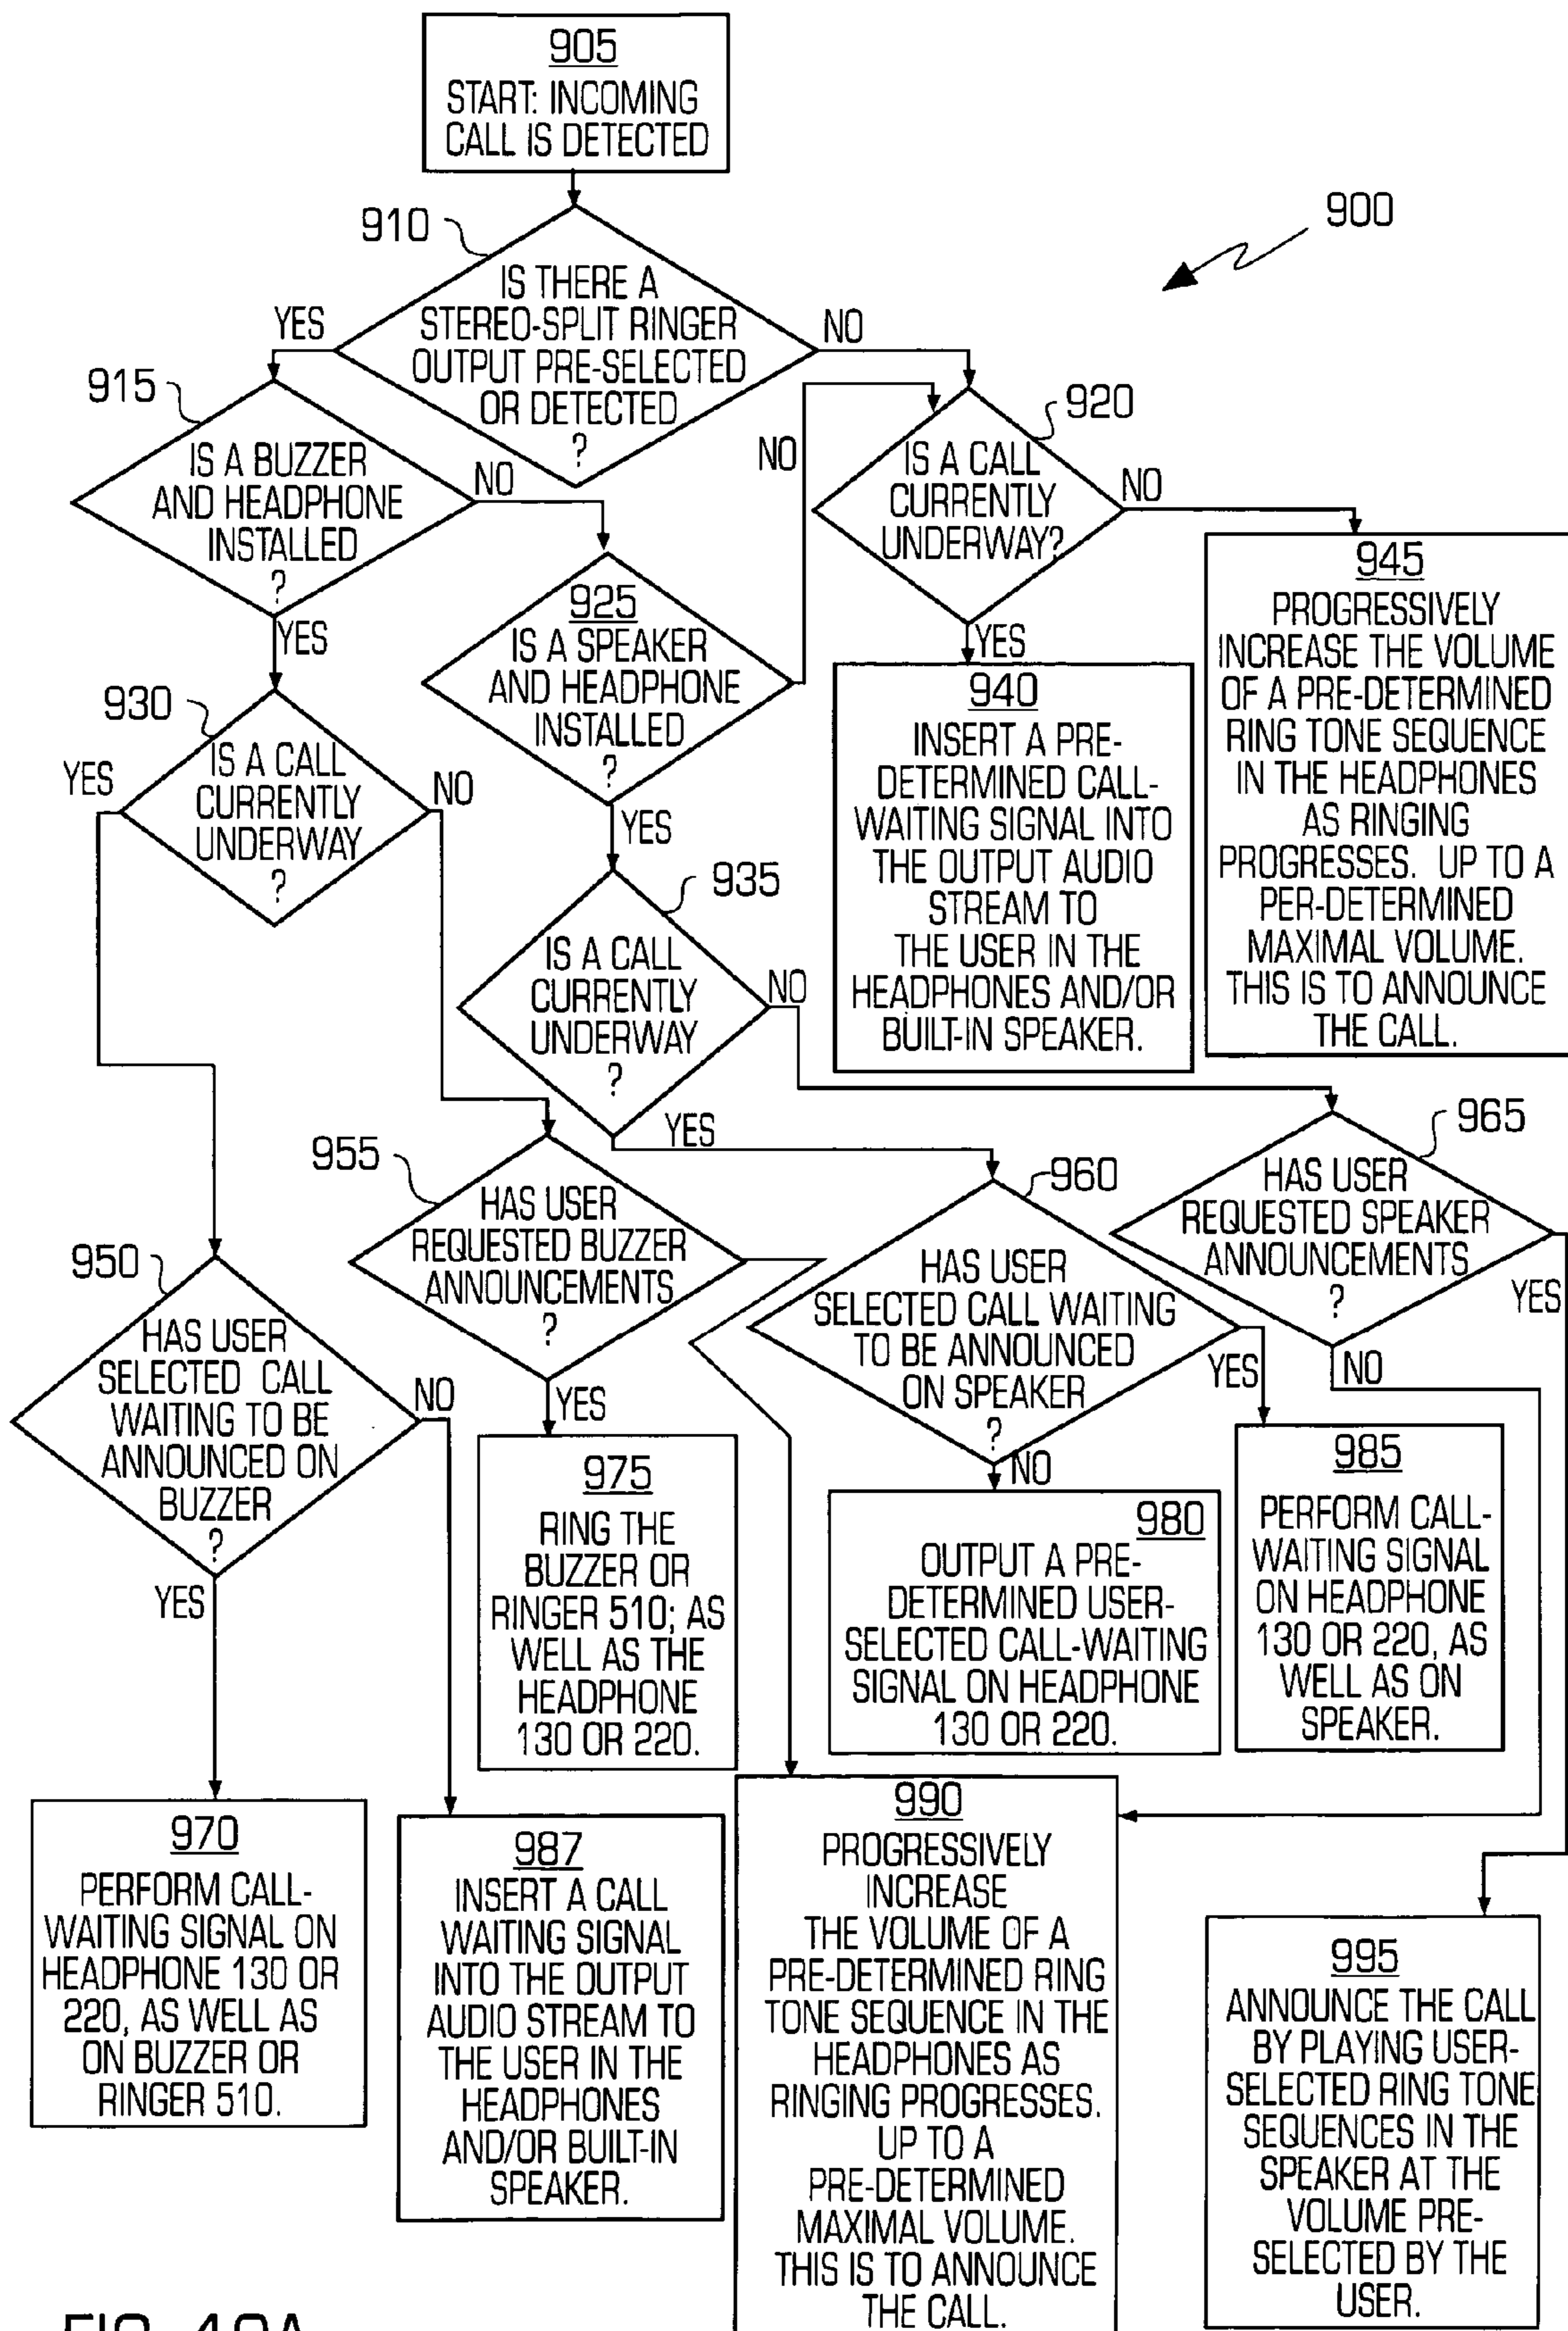 905
START: INCOMING
CALL IS DETECTED
900
910
IS THERE A
STEREO-SPLIT RINGER
OUTPUT PRE-SELECTED
OR DETECTED
?
YES
NO
915
IS A BUZZER
AND HEADPHONE
INSTALLED
?
NO
YES
920
IS A CALL
CURRENTLY
UNDERWAY?
NO
YES
925
IS A SPEAKER
AND HEADPHONE
INSTALLED
?
NO
YES
945
PROGRESSIVELY
INCREASE THE VOLUME
OF A PRE-DETERMINED
RING TONE SEQUENCE
IN THE HEADPHONES
AS RINGING
PROGRESSES. UP TO A
PER-DETERMINED
MAXIMAL VOLUME.
THIS IS TO ANNOUNCE
THE CALL.
940
INSERT A PRE-
DETERMINED CALL-
WAITING SIGNAL INTO
THE OUTPUT AUDIO
STREAM TO
THE USER IN THE
HEADPHONES AND/OR
BUILT-IN SPEAKER.
930
IS A CALL
CURRENTLY
UNDERWAY
?
YES
NO
935
IS A CALL
CURRENTLY
UNDERWAY
?
NO
YES
950
HAS USER
SELECTED CALL
WAITING TO BE
ANNOUNCED ON
BUZZER
?
NO
YES
955
HAS USER
REQUESTED BUZZER
ANNOUNCEMENTS
?
YES
960
HAS USER
SELECTED CALL WAITING
TO BE ANNOUNCED
ON SPEAKER
?
YES
NO
965
HAS USER
REQUESTED SPEAKER
ANNOUNCEMENTS
?
YES
NO
975
RING THE
BUZZER OR
RINGER 510; AS
WELL AS THE
HEADPHONE
130 OR 220.
980
OUTPUT A PRE-
DETERMINED USER-
SELECTED CALL-WAITING
SIGNAL ON HEADPHONE
130 OR 220.
985
PERFORM CALL-
WAITING SIGNAL
ON HEADPHONE
130 OR 220, AS
WELL AS ON
SPEAKER.
970
PERFORM CALL-
WAITING SIGNAL ON
HEADPHONE 130 OR
220, AS WELL AS
ON BUZZER OR
RINGER 510.
987
INSERT A CALL
WAITING SIGNAL
INTO THE OUTPUT
AUDIO STREAM TO
THE USER IN THE
HEADPHONES
AND/OR BUILT-IN
SPEAKER.
990
PROGRESSIVELY
INCREASE
THE VOLUME OF A
PRE-DETERMINED RING
TONE SEQUENCE IN THE
HEADPHONES AS
RINGING PROGRESSES.
UP TO A
PRE-DETERMINED
MAXIMAL VOLUME.
THIS IS TO ANNOUNCE
THE CALL.
995
ANNOUNCE THE CALL
BY PLAYING USER-
SELECTED RING TONE
SEQUENCES IN THE
SPEAKER AT THE
VOLUME PRE-
SELECTED BY THE
USER.